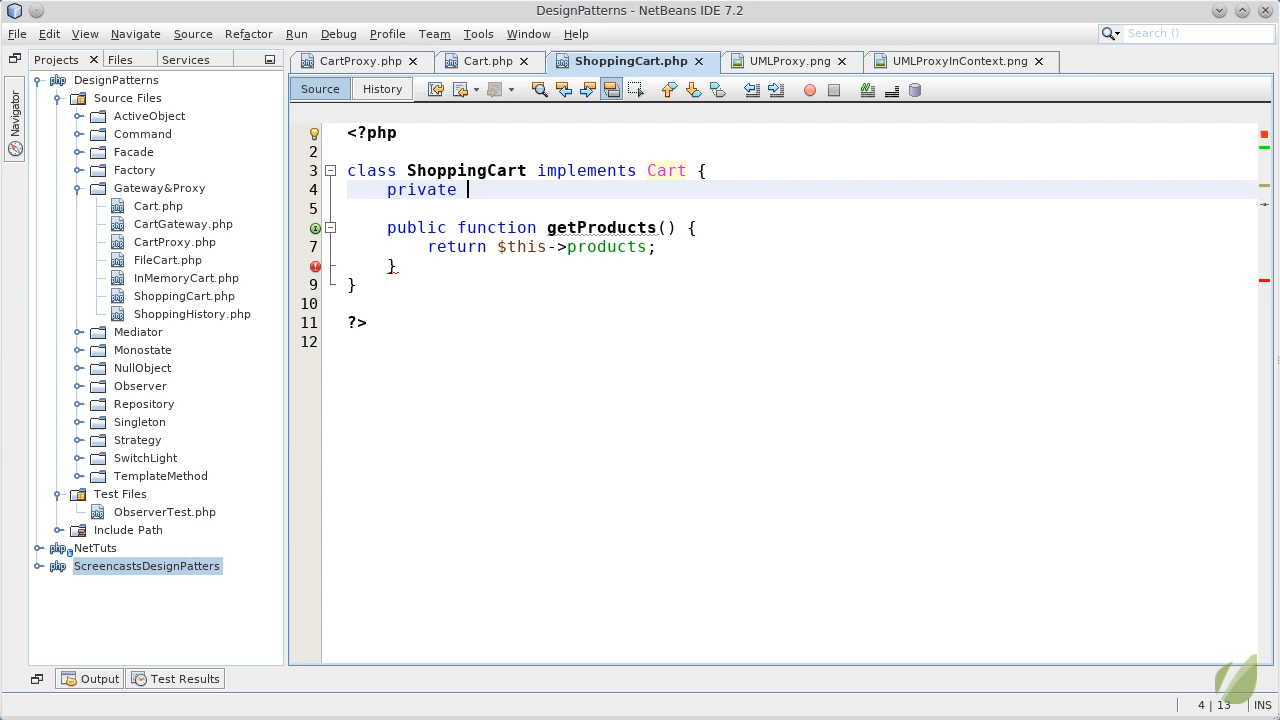 DesignPatterns - NetBeans IDE 7.2
File Edit View Navigate Source Refactor Run Debug Profile Team Tools Window Help
Search ()
Projects Files Services
CartProxy.php Cart.php ShoppingCart.php UMLProxy.png UMLProxyInContext.png
Source History
Navigator
DesignPatterns
Source Files
ActiveObject
Command
Facade
Factory
Gateway&Proxy
Cart.php
CartGateway.php
CartProxy.php
FileCart.php
InMemoryCart.php
ShoppingCart.php
ShoppingHistory.php
Mediator
Monostate
NullObject
Observer
Repository
Singleton
Strategy
SwitchLight
TemplateMethod
Test Files
ObserverTest.php
Include Path
php NetTuts
php ScreencastsDesignPatters
<?php
2
3 class ShoppingCart implements Cart {
4 private
5
public function getProducts() {
7 return $this->products;
}
9 }
10
11 ?>
12
Output Test Results
4 | 13 INS